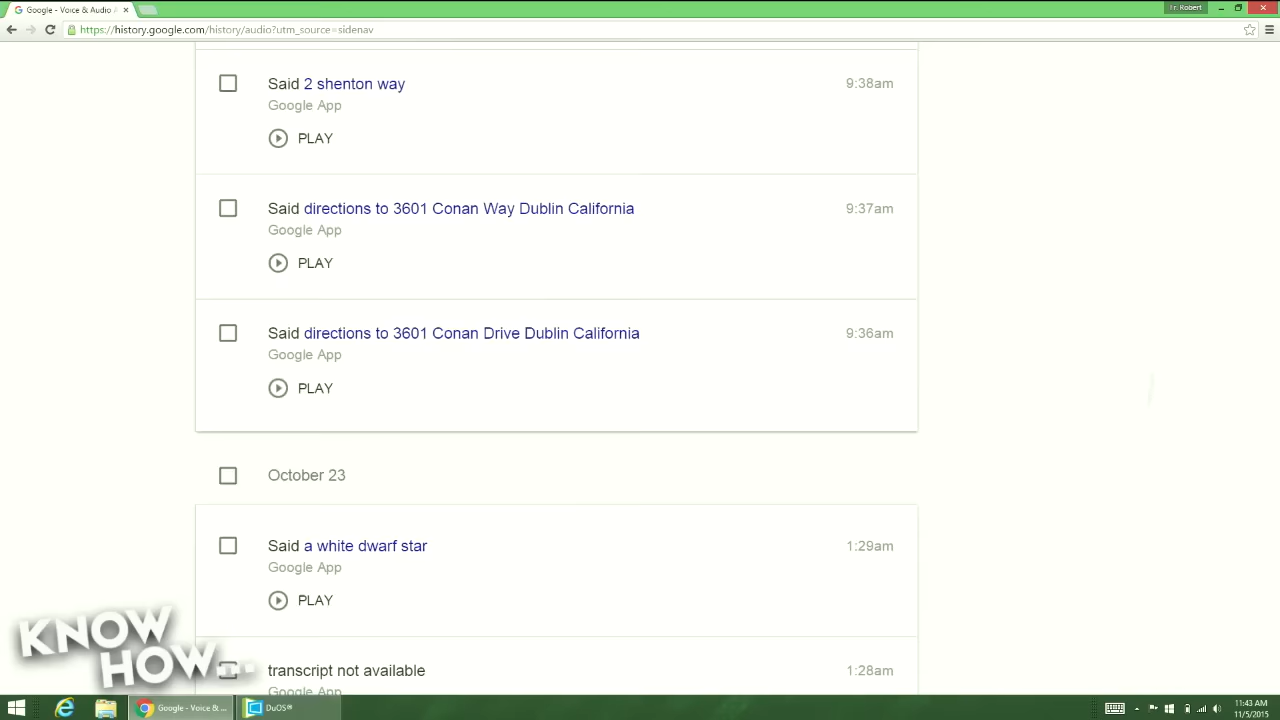 Google - Voice & Audio A
Fr. Robert
https://history.google.com/history/audio?utm_source=sidenav
Said 2 shenton way
9:38am
Google App
PLAY
Said directions to 3601 Conan Way Dublin California
9:37am
Google App
PLAY
Said directions to 3601 Conan Drive Dublin California
9:36am
Google App
PLAY
October 23
Said a white dwarf star
1:29am
Google App
PLAY
transcript not available
1:28am
Google App
KNOW
HOW...
Google - Voice & ...
DuOS®
11:43 AM
11/5/2015